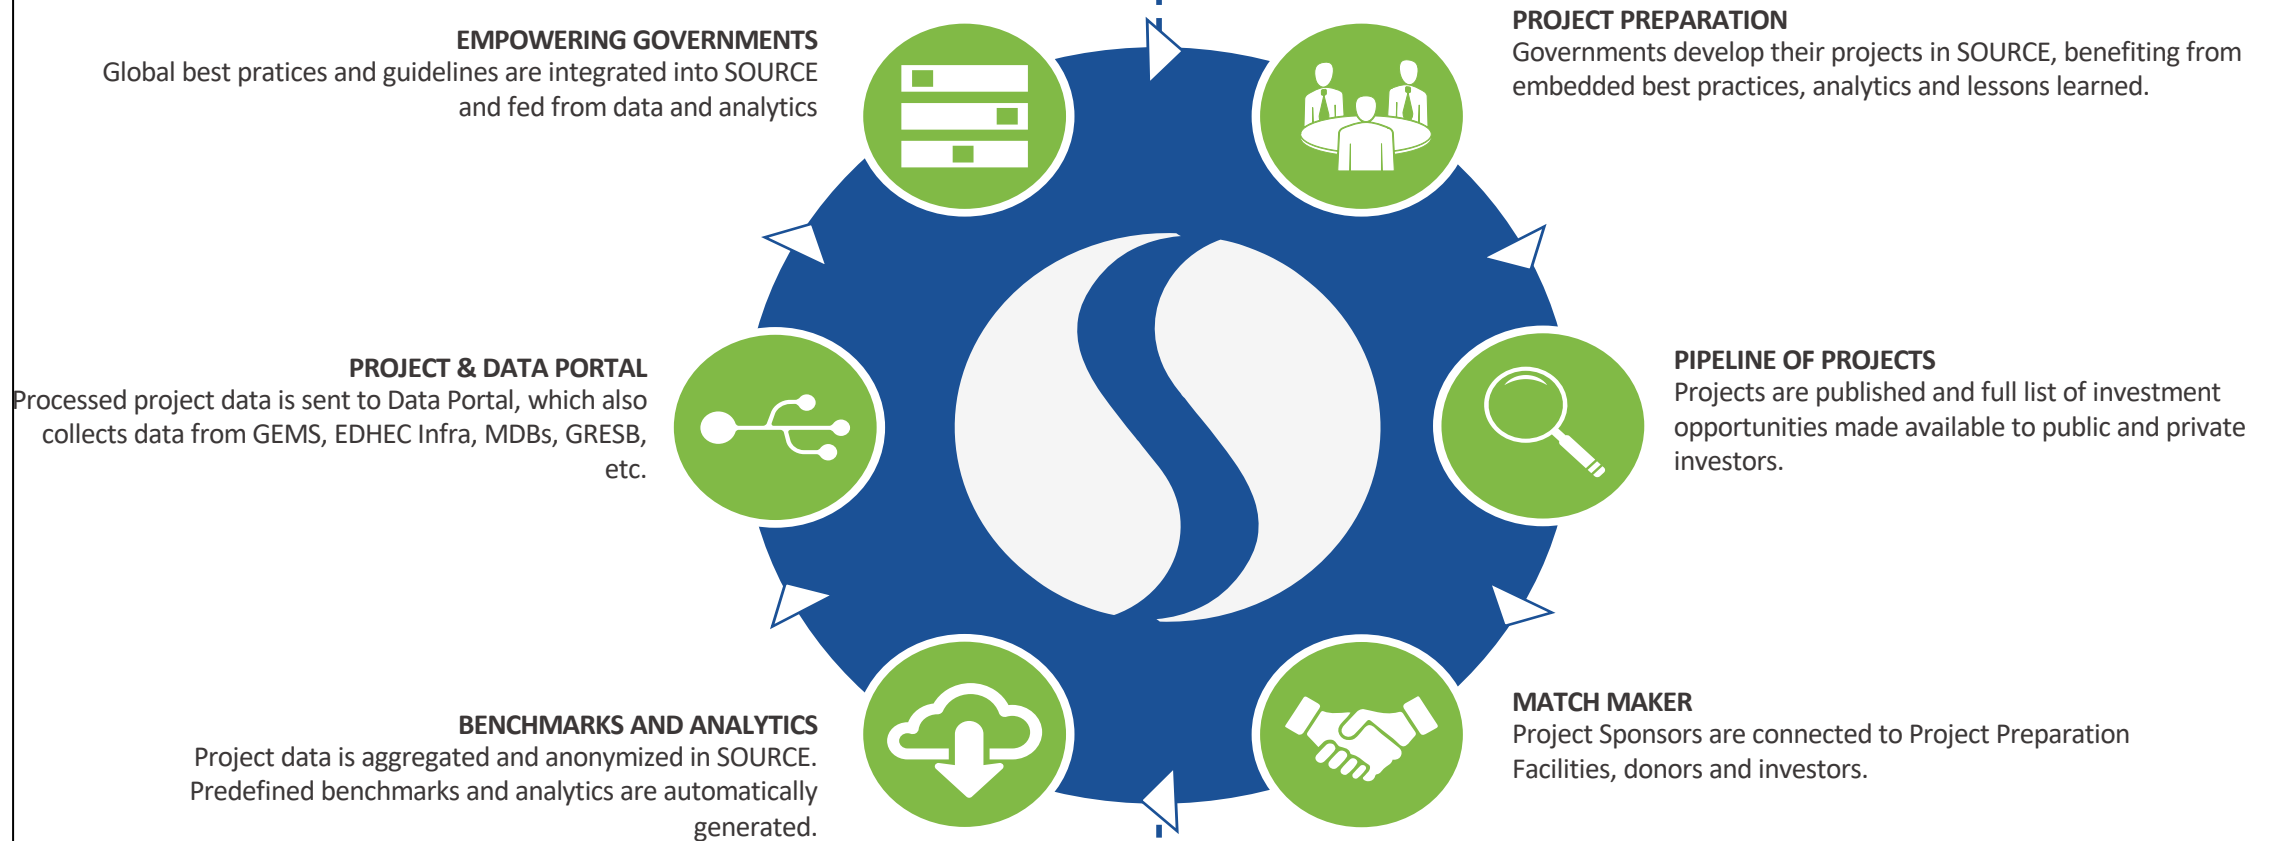 EMPOWERING GOVERNMENTS
Global best pratices and guidelines are integrated into SOURCE
and fed from data and analytics
PROJECT PREPARATION
Governments develop their projects in SOURCE, benefiting from
embedded best practices, analytics and lessons learned.
PROJECT & DATA PORTAL
Processed project data is sent to Data Portal, which also
collects data from GEMS, EDHEC Infra, MDBs, GRESB,
etc.
PIPELINE OF PROJECTS
Projects are published and full list of investment
opportunities made available to public and private
investors.
BENCHMARKS AND ANALYTICS
Project data is aggregated and anonymized in SOURCE.
Predefined benchmarks and analytics are automatically
generated.
MATCH MAKER
Project Sponsors are connected to Project Preparation
Facilities, donors and investors.